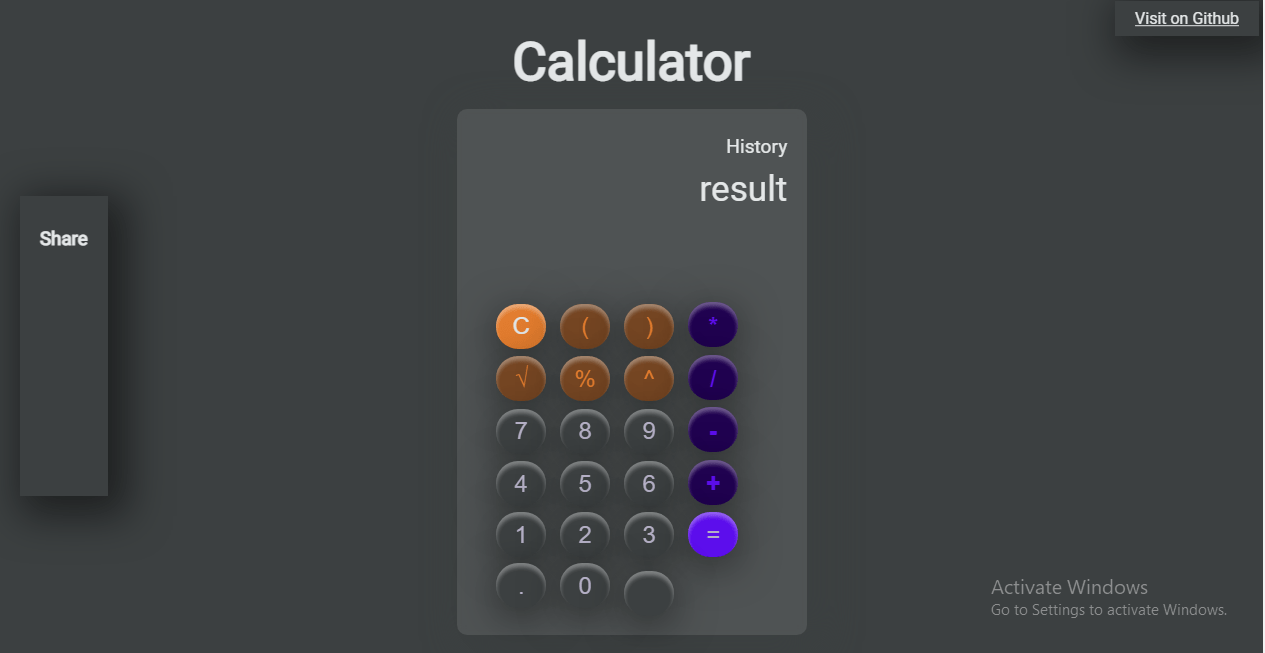 Visit on Github
Calculator
History
result
Share
C ( ) *
√ % ^ /
7 8 9 -
4 5 6 +
1 2 3 =
. 0
Activate Windows
Go to Settings to activate Windows.